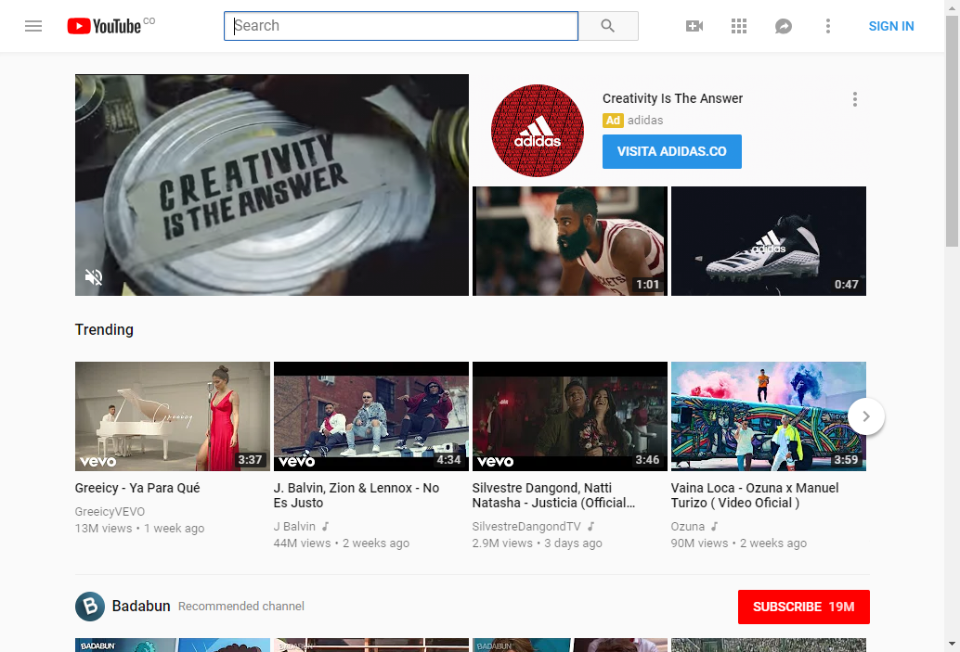 YouTube CO
Search
SIGN IN
CREATIVITY
IS THE ANSWER
adidas
Creativity Is The Answer
Ad adidas
VISITA ADIDAS.CO
1:01
adidas
0:47
Trending
Greeicy
vevo
3:37
vevo
4:34
vevo
3:46
3:59
Greeicy - Ya Para Qué
GreeicyVEVO
13M views • 1 week ago
J. Balvin, Zion & Lennox - No
Es Justo
J Balvin
44M views • 2 weeks ago
Silvestre Dangond, Natti
Natasha - Justicia (Official...
SilvestreDangondTV
2.9M views • 3 days ago
Vaina Loca - Ozuna x Manuel
Turizo ( Video Oficial )
Ozuna
90M views • 2 weeks ago
B
Badabun
Recommended channel
SUBSCRIBE 19M
BADABUN
BADABUN
BADABUN